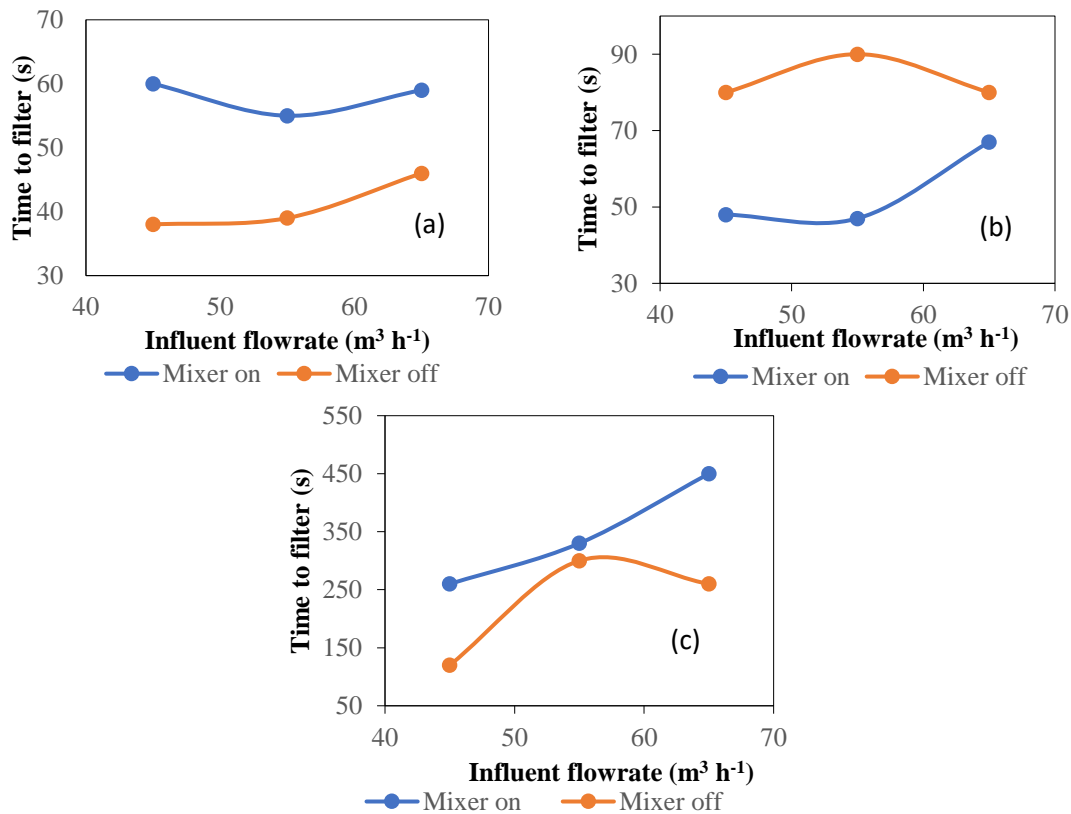 Time to filter (s)
70
60
50
40
30
40 50 60 70
(a)
Influent flowrate (m³ h⁻¹)
Mixer on Mixer off
Time to filter (s)
90
70
50
30
40 50 60 70
(b)
Influent flowrate (m³ h⁻¹)
Mixer on Mixer off
Time to filter (s)
550
450
350
250
150
50
40 50 60 70
(c)
Influent flowrate (m³ h⁻¹)
Mixer on Mixer off